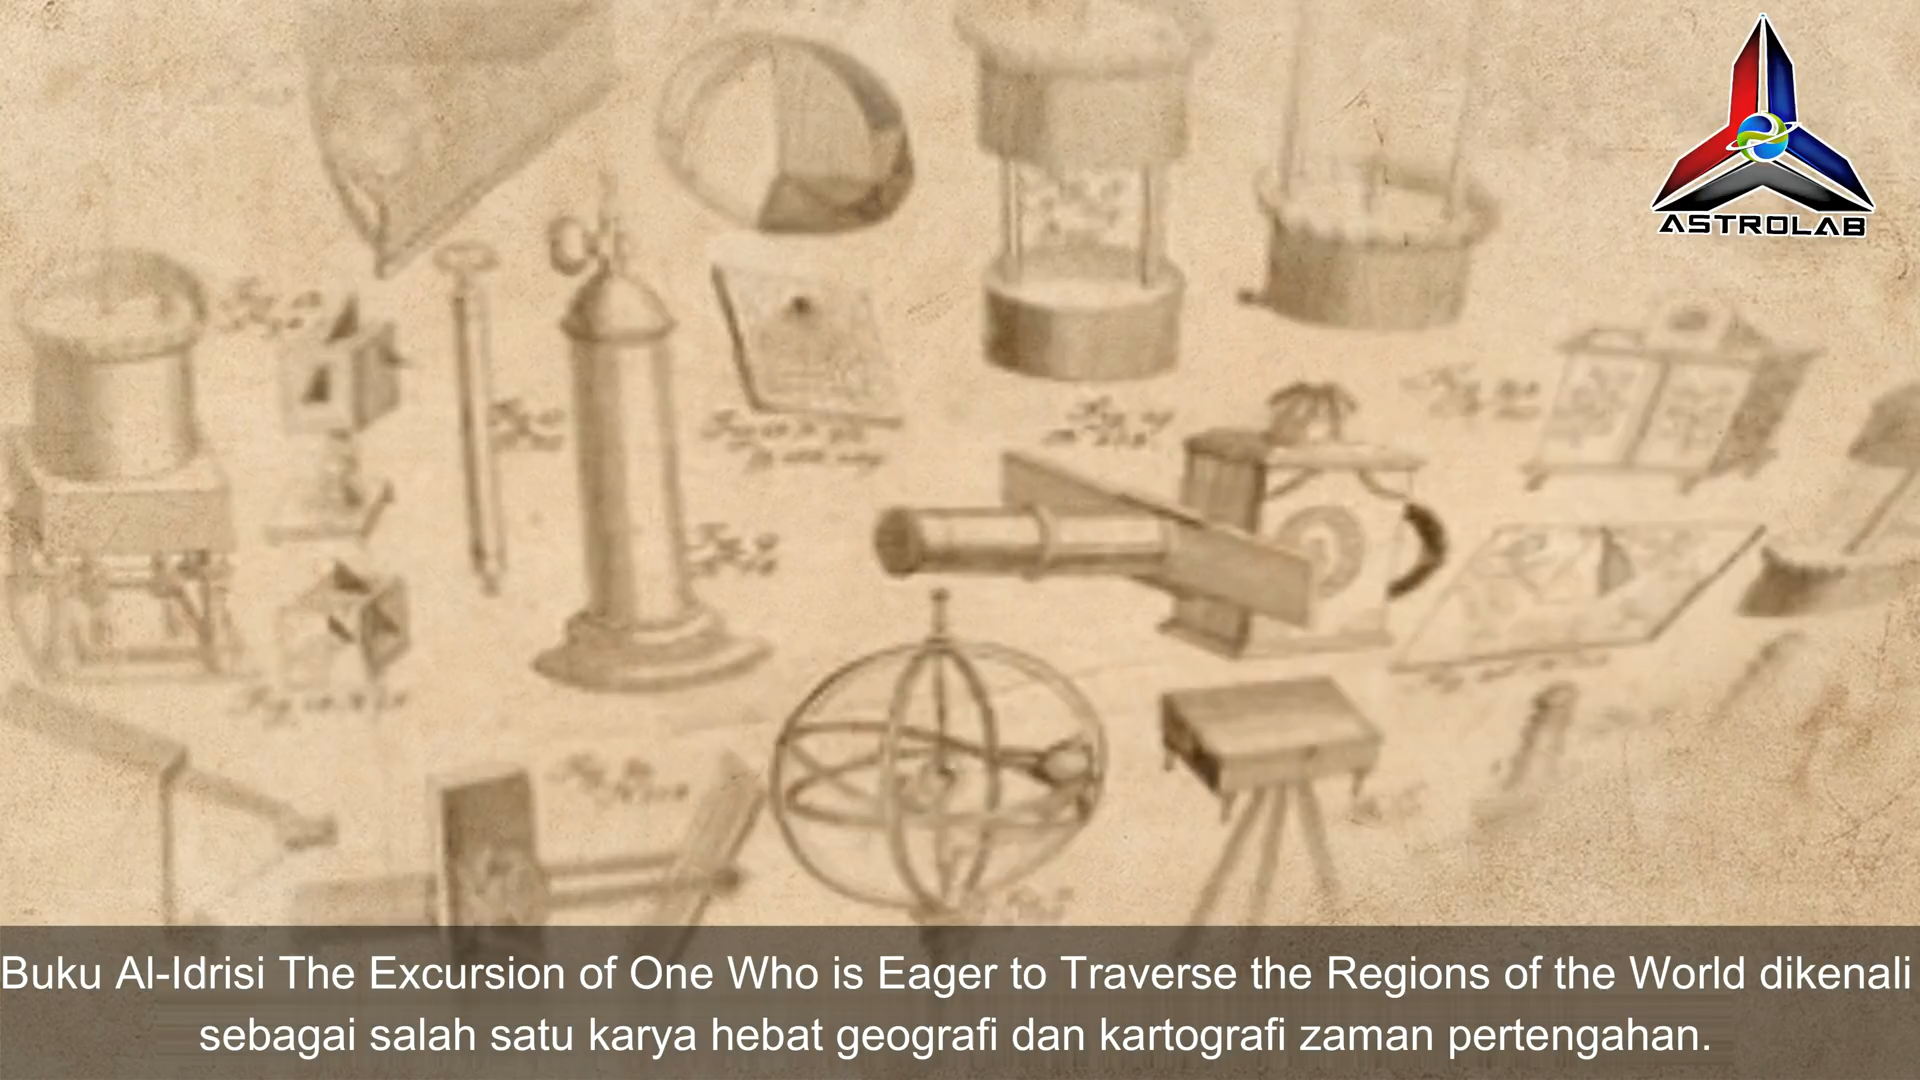 ASTROLAB
Buku Al-Idrisi The Excursion of One Who is Eager to Traverse the Regions of the World dikenali
sebagai salah satu karya hebat geografi dan kartografi zaman pertengahan.